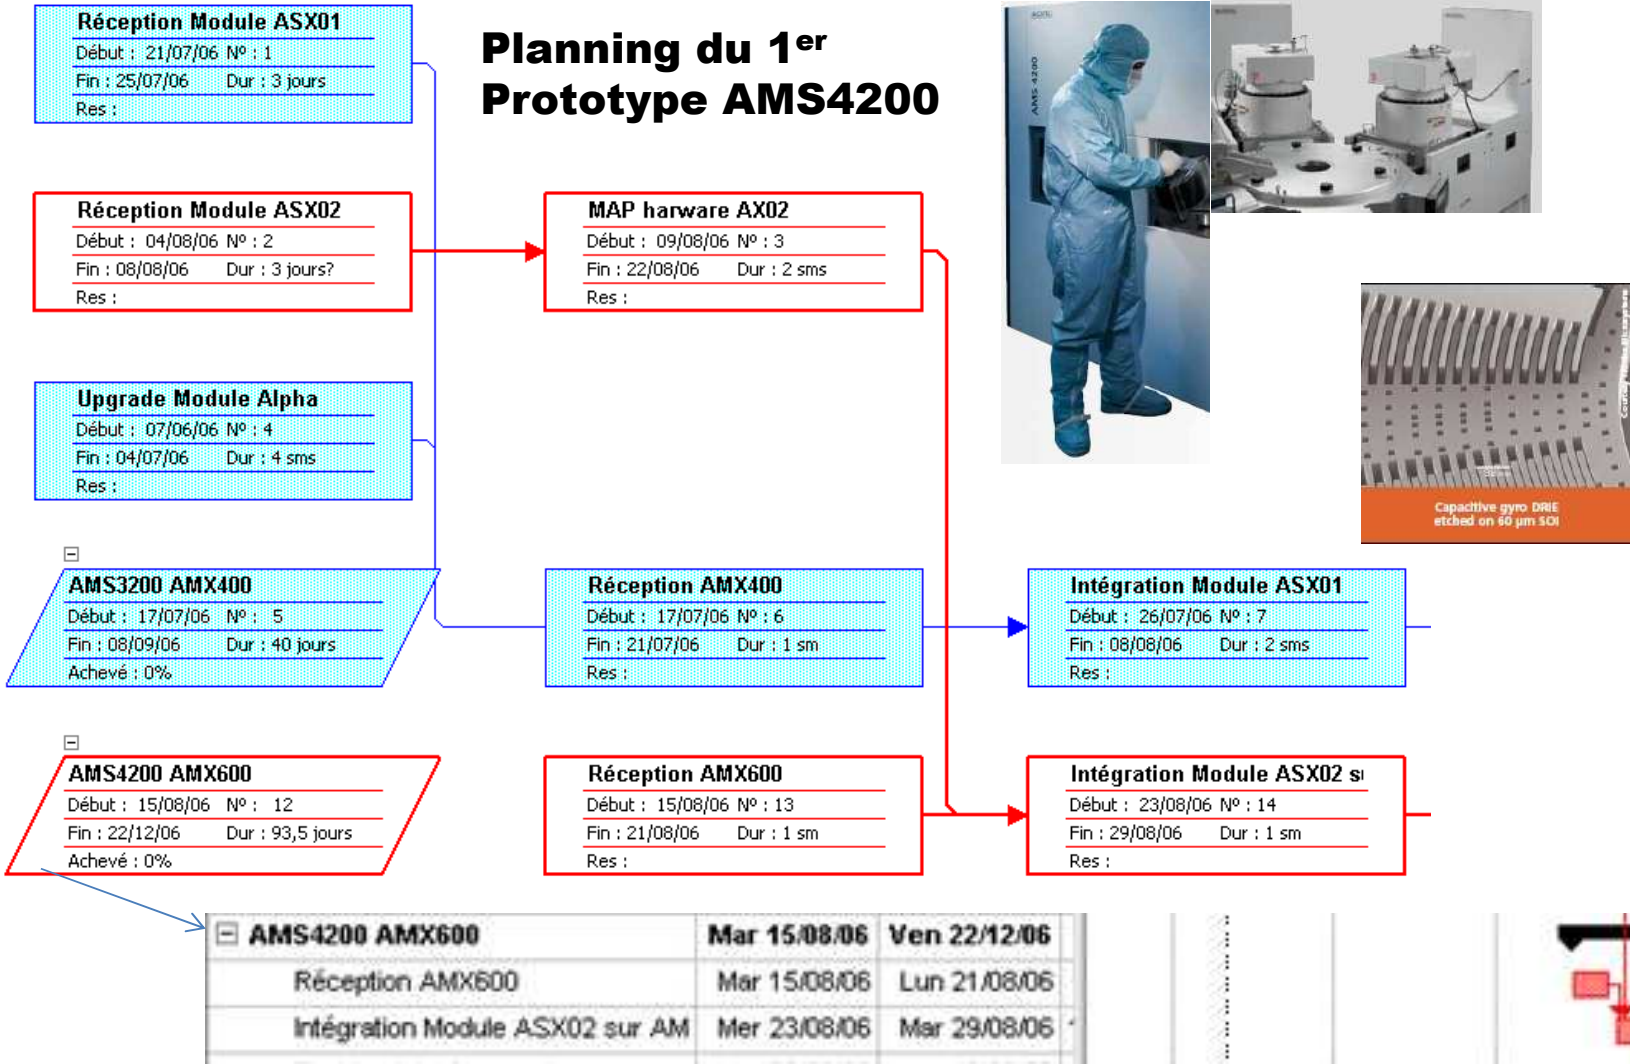 Réception Module ASX01
Début : 21/07/06 Nº : 1
Fin : 25/07/06 Dur : 3 jours
Res :
Planning du 1er
Prototype AMS4200
AMS 4200
Réception Module ASX02
Début : 04/08/06 Nº : 2
Fin : 08/08/06 Dur : 3 jours?
Res :
MAP harware AX02
Début : 09/08/06 Nº : 3
Fin : 22/08/06 Dur : 2 sms
Res :
Upgrade Module Alpha
Début : 07/06/06 Nº : 4
Fin : 04/07/06 Dur : 4 sms
Res :
Capacitive gyro DRIE
etched on 60 µm SOI
AMS3200 AMX400
Début : 17/07/06 Nº : 5
Fin : 08/09/06 Dur : 40 jours
Achevé : 0%
Réception AMX400
Début : 17/07/06 Nº : 6
Fin : 21/07/06 Dur : 1 sm
Res :
Intégration Module ASX01
Début : 26/07/06 Nº : 7
Fin : 08/08/06 Dur : 2 sms
Res :
AMS4200 AMX600
Début : 15/08/06 Nº : 12
Fin : 22/12/06 Dur : 93,5 jours
Achevé : 0%
Réception AMX600
Début : 15/08/06 Nº : 13
Fin : 21/08/06 Dur : 1 sm
Res :
Intégration Module ASX02 su
Début : 23/08/06 Nº : 14
Fin : 29/08/06 Dur : 1 sm
Res :
AMS4200 AMX600 Mar 15/08/06 Ven 22/12/06
Réception AMX600 Mar 15/08/06 Lun 21/08/06
Intégration Module ASX02 sur AM Mer 23/08/06 Mar 29/08/06